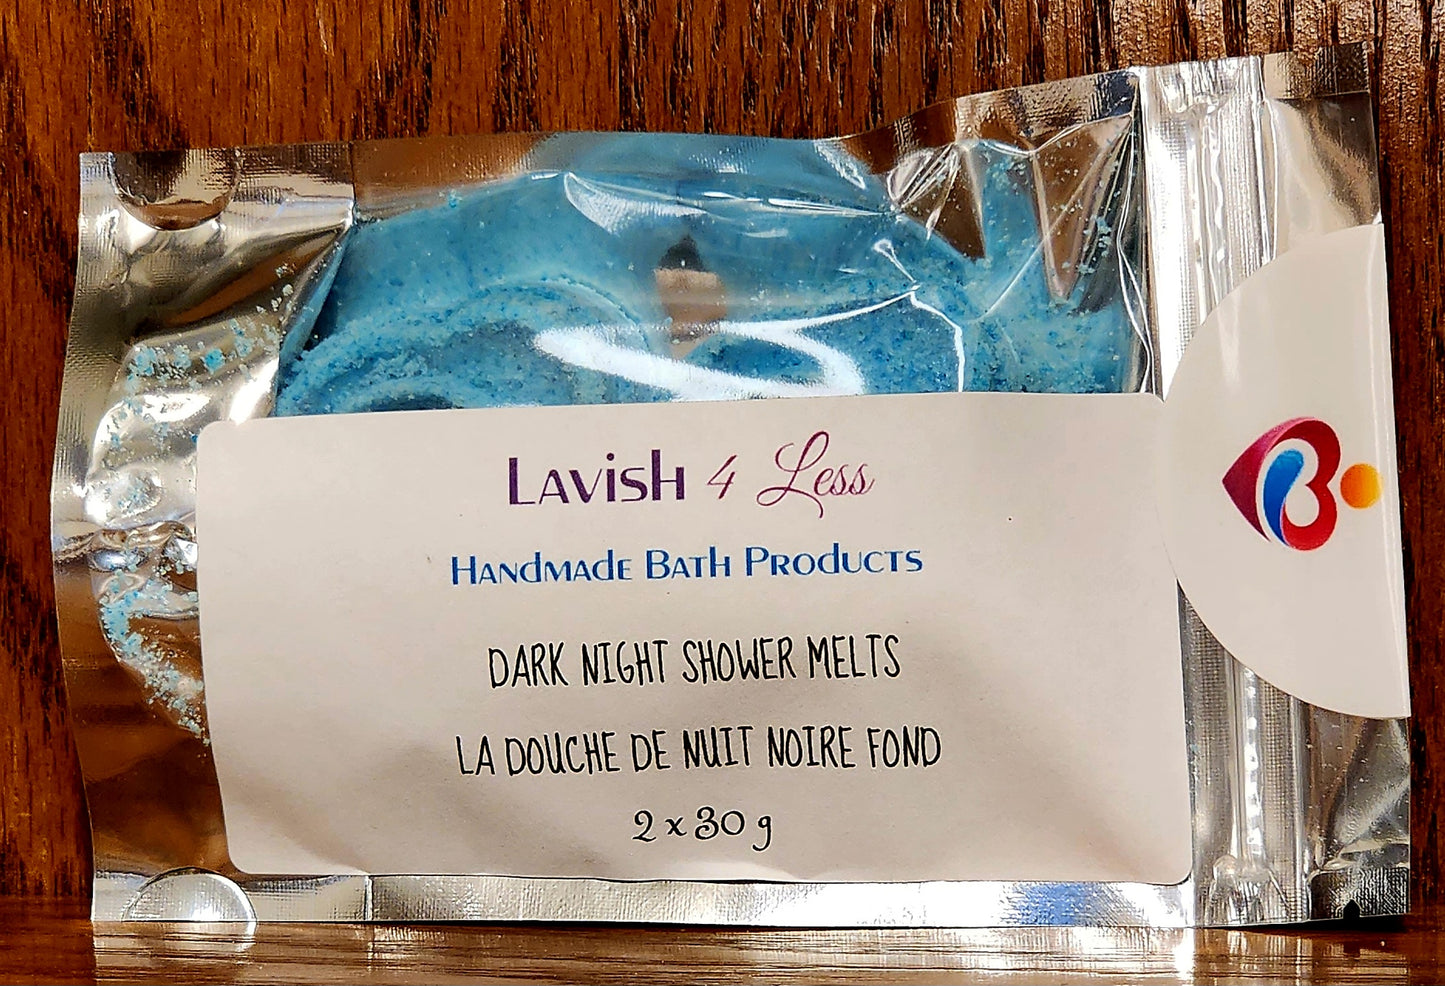 Lavish 4 Less
Handmade Bath Products
DARK NIGHT SHOWER MELTS
LA DOUCHE DE NUIT NOIRE FOND
2 x 30 g